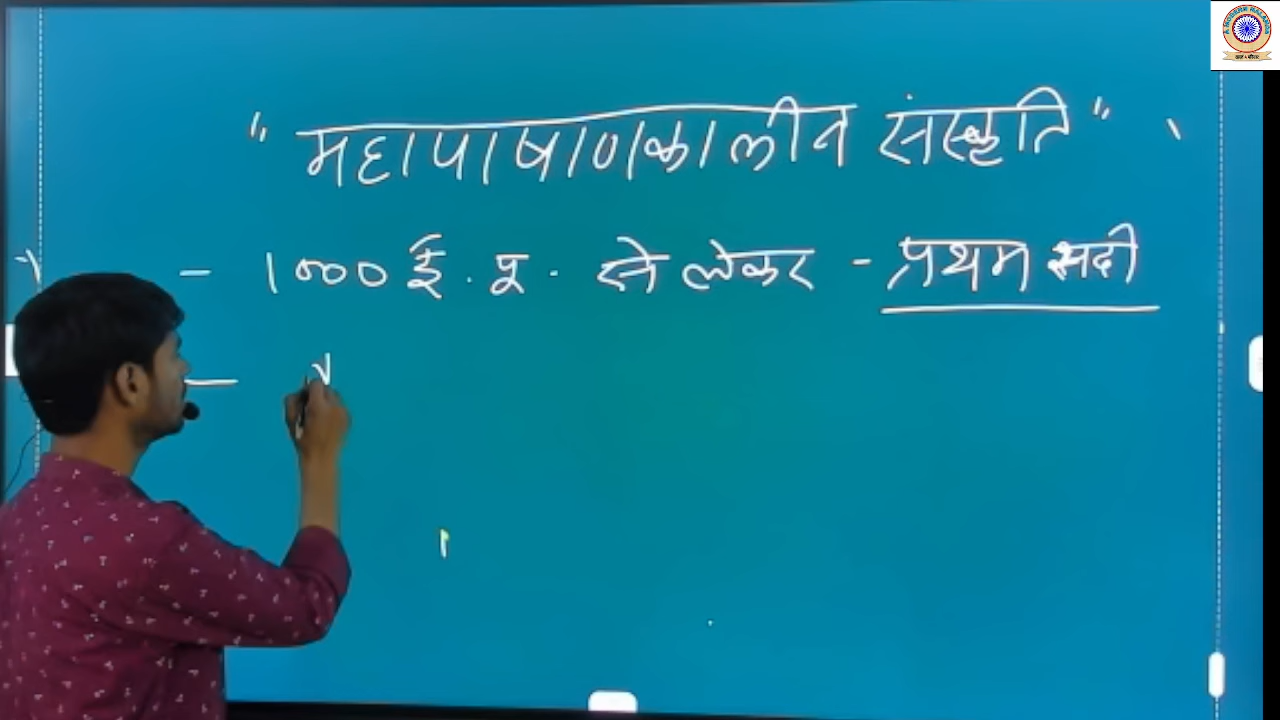 "महापाषाणकालीन संस्कृति"
- 1000 ई. पू. से लेकर - प्रथम सदी
—